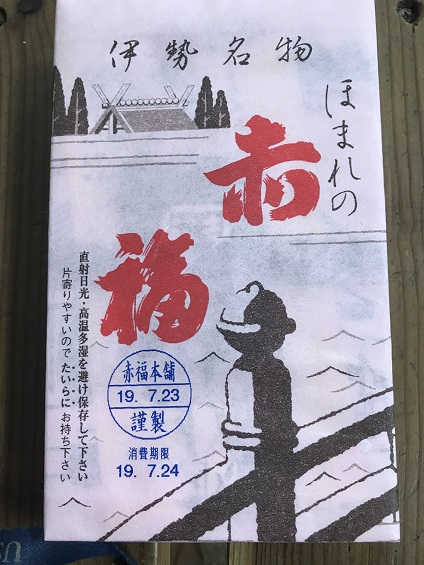 伊勢名物
ほまれの
赤福
直射日光・高温多湿を避け保存して下さい
片寄りやすいので たいらに お持ち下さい
赤福本舗
19. 7.23
謹製
消費期限
19. 7.24